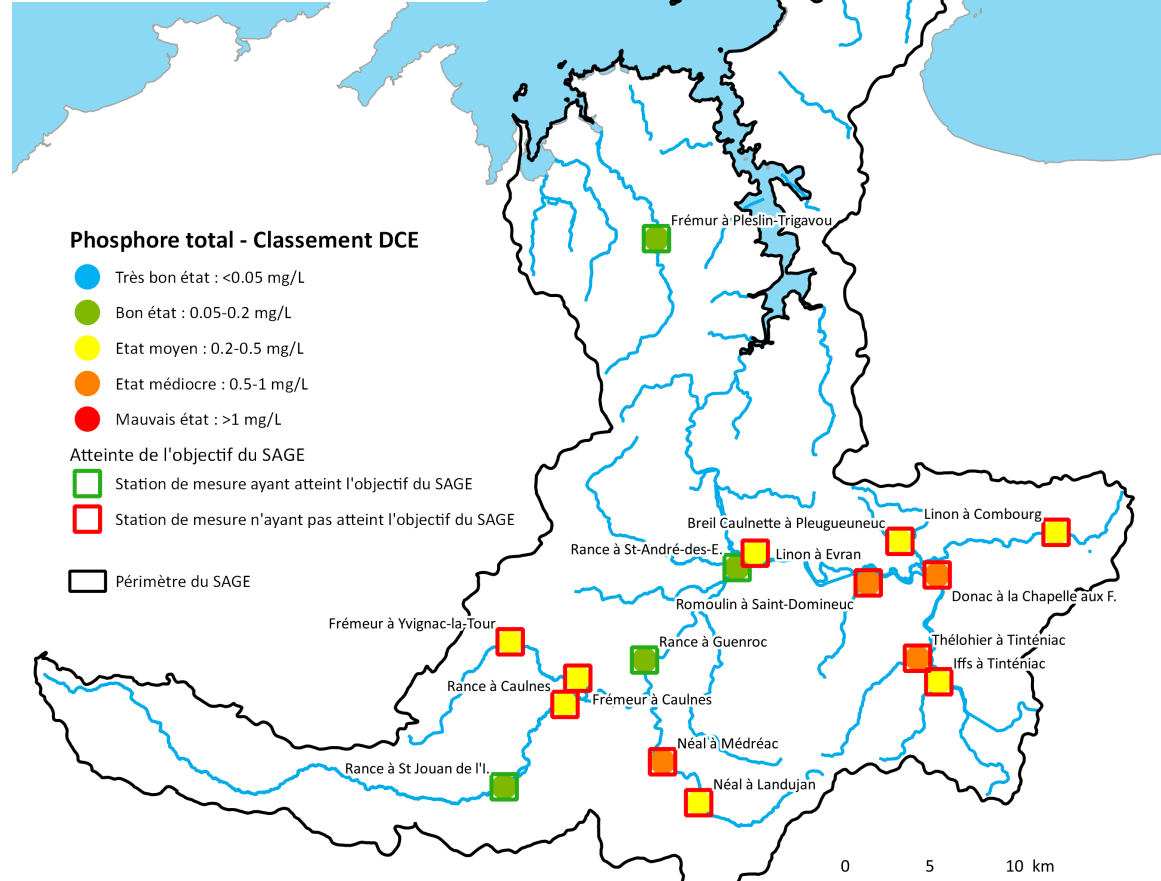 Frémur à Pleslin-Trigavou
Phosphore total - Classement DCE
Très bon état : <0.05 mg/L
Bon état : 0.05-0.2 mg/L
Etat moyen : 0.2-0.5 mg/L
Etat médiocre : 0.5-1 mg/L
Mauvais état : >1 mg/L
Atteinte de l'objectif du SAGE
Station de mesure ayant atteint l'objectif du SAGE
Station de mesure n'ayant pas atteint l'objectif du SAGE
Périmètre du SAGE
Linon à Combourg
Breil Caulnette à Pleugueuneuc
Rance à St-André-des-E.
Linon à Evran
Donac à la Chapelle aux F.
Romoulin à Saint-Domineuc
Frémeur à Yvignac-la-Tour
Rance à Guenroc
Thélohier à Tinténiac
Iffs à Tinténiac
Rance à Caulnes
Frémeur à Caulnes
Néal à Médréac
Rance à St Jouan de l'I.
Néal à Landujan
0 5 10 km